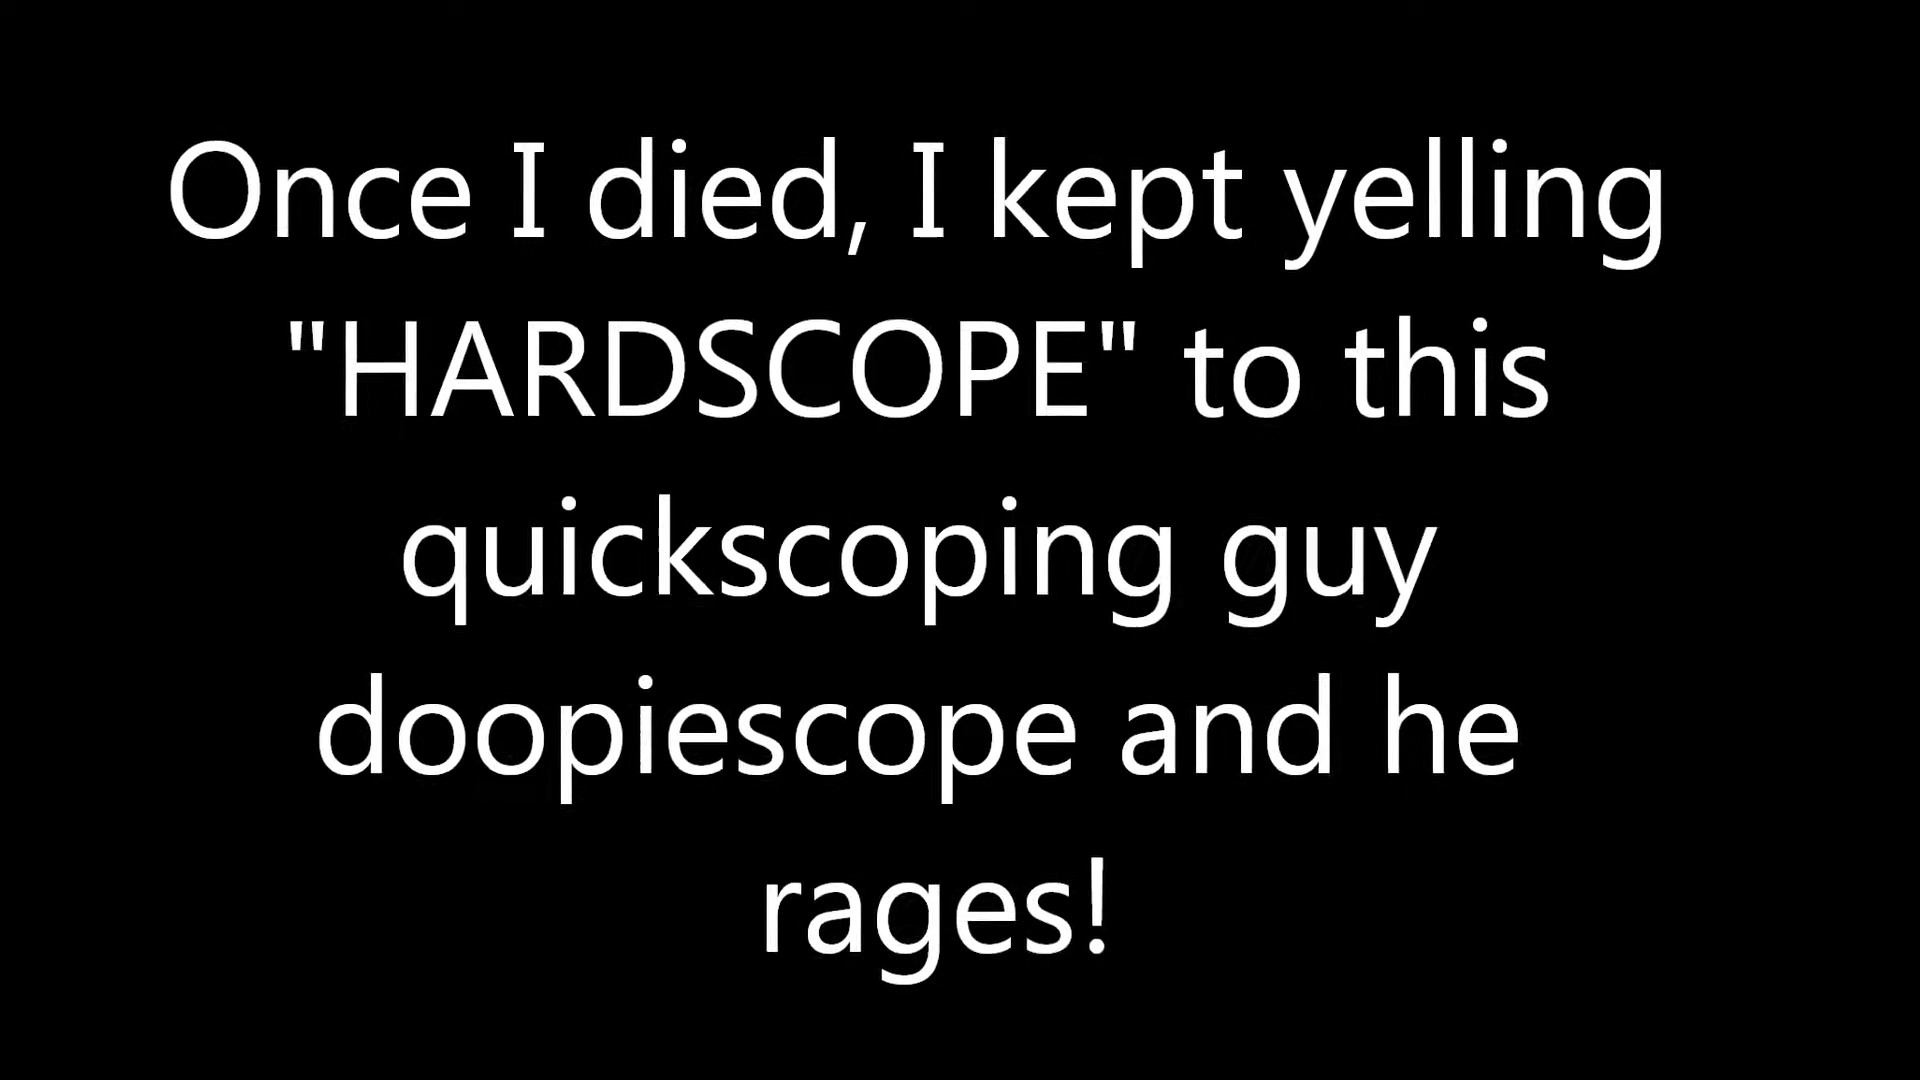 Once I died, I kept yelling
"HARDSCOPE" to this
quickscoping guy
doopiescope and he
rages!